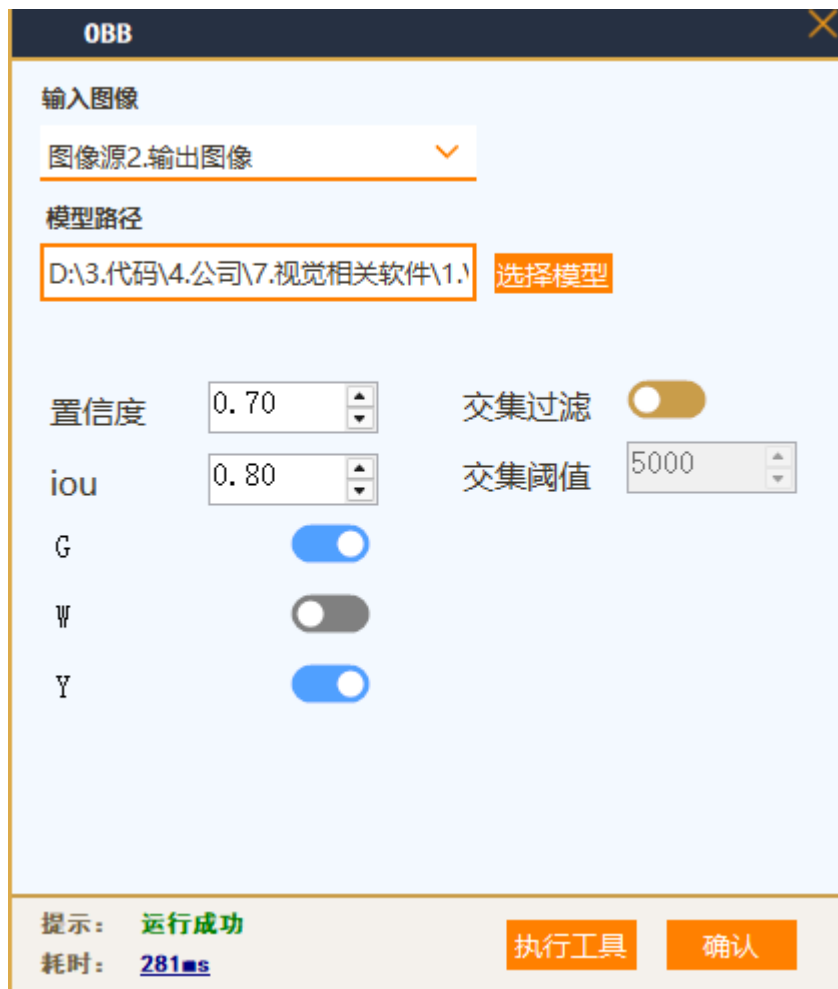 OBB
输入图像
图像源2.输出图像
模型路径
D:\3.代码\4.公司\7.视觉相关软件\1.\
选择模型
置信度 0.70 交集过滤
iou 0.80 交集阈值 5000
G
W
Y
提示： 运行成功
耗时： 281ms
执行工具 确认